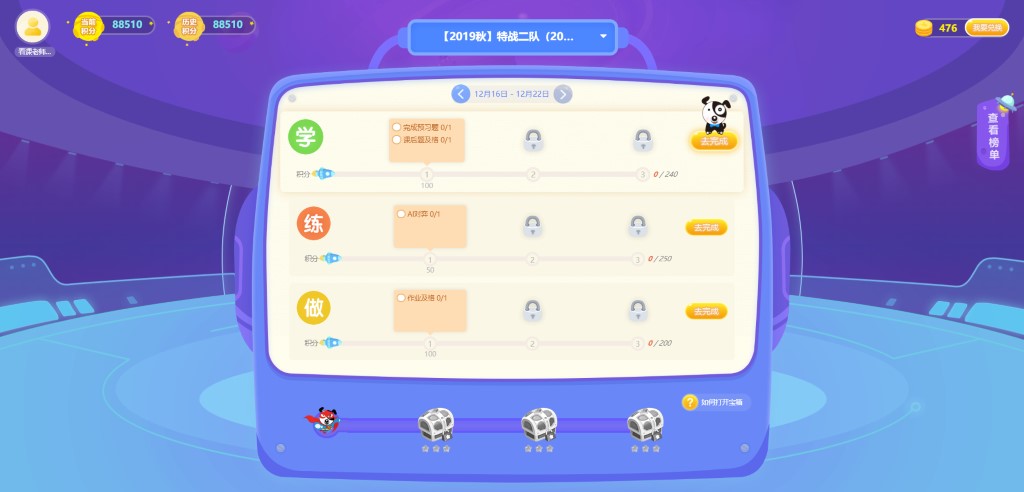 当前积分
88510
历史积分
88510
看课老师...
【2019秋】特战二队（20...
476
我要兑换
查看榜单
12月16日 - 12月22日
学
完成预习题 0/1
课后题及格 0/1
去完成
积分
1
2
3
0 / 240
100
练
AI对弈 0/1
去完成
积分
1
2
3
0 / 250
50
做
作业及格 0/1
去完成
积分
1
2
3
0 / 200
100
如何打开宝箱